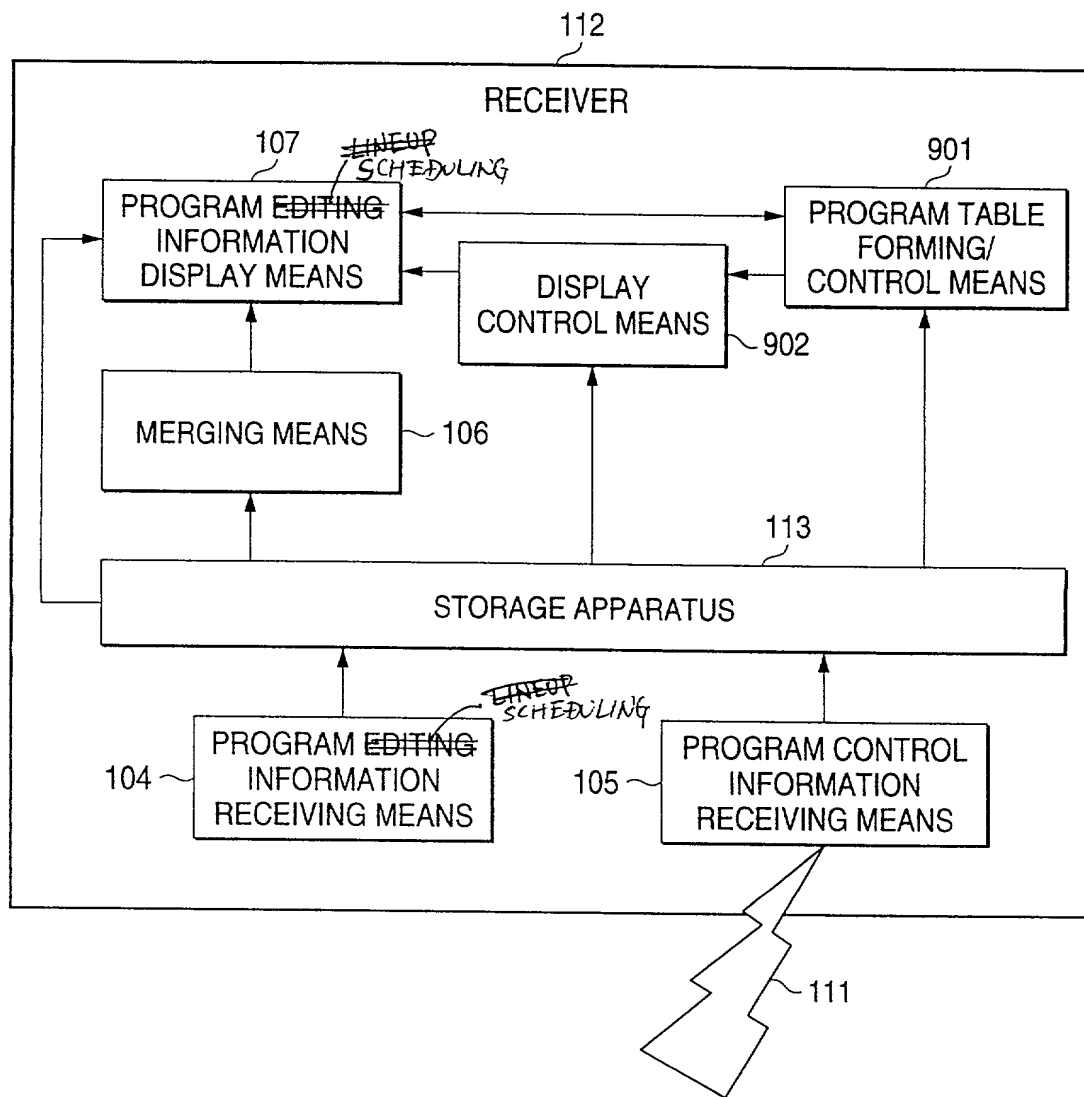 112
RECEIVER
107
LINEUP
SCHEDULING
901
PROGRAM EDITING
INFORMATION
DISPLAY MEANS
PROGRAM TABLE
FORMING/
CONTROL MEANS
DISPLAY
CONTROL MEANS
902
MERGING MEANS
106
113
STORAGE APPARATUS
LINEUP
SCHEDULING
104
PROGRAM EDITING
INFORMATION
RECEIVING MEANS
105
PROGRAM CONTROL
INFORMATION
RECEIVING MEANS
111